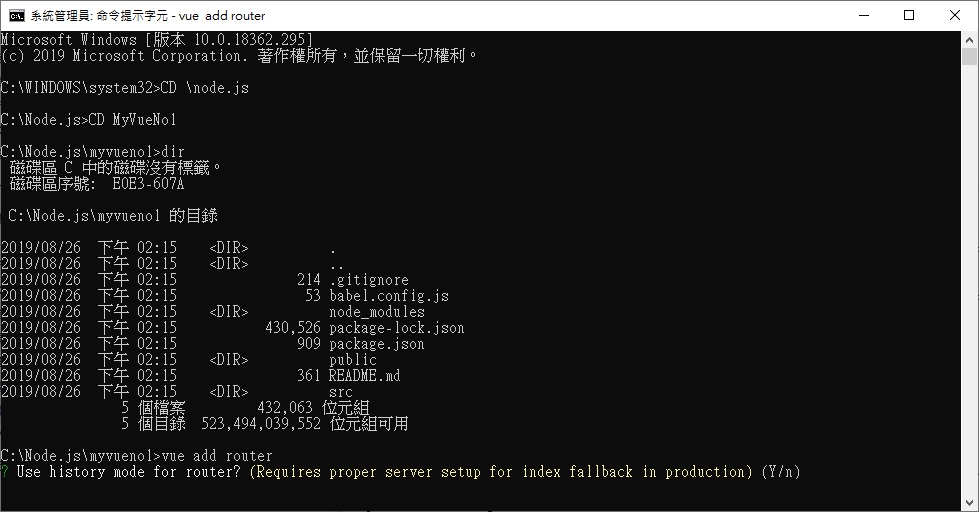 系統管理員: 命令提示字元 - vue  add router
Microsoft Windows [版本 10.0.18362.295]
(c) 2019 Microsoft Corporation. 著作權所有，並保留一切權利。
C:\WINDOWS\system32>CD \node.js
C:\Node.js>CD MyVueNo1
C:\Node.js\myvueno1>dir
 磁碟區 C 中的磁碟沒有標籤。
 磁碟區序號:  E0E3-607A
 C:\Node.js\myvueno1 的目錄
2019/08/26  下午 02:15    <DIR>          .
2019/08/26  下午 02:15    <DIR>          ..
2019/08/26  下午 02:15               214 .gitignore
2019/08/26  下午 02:15                53 babel.config.js
2019/08/26  下午 02:15    <DIR>          node_modules
2019/08/26  下午 02:15           430,526 package-lock.json
2019/08/26  下午 02:15               909 package.json
2019/08/26  下午 02:15    <DIR>          public
2019/08/26  下午 02:15               361 README.md
2019/08/26  下午 02:15    <DIR>          src
               5 個檔案         432,063 位元組
               5 個目錄  523,494,039,552 位元組可用
C:\Node.js\myvueno1>vue add router
? Use history mode for router? (Requires proper server setup for index fallback in production) (Y/n)